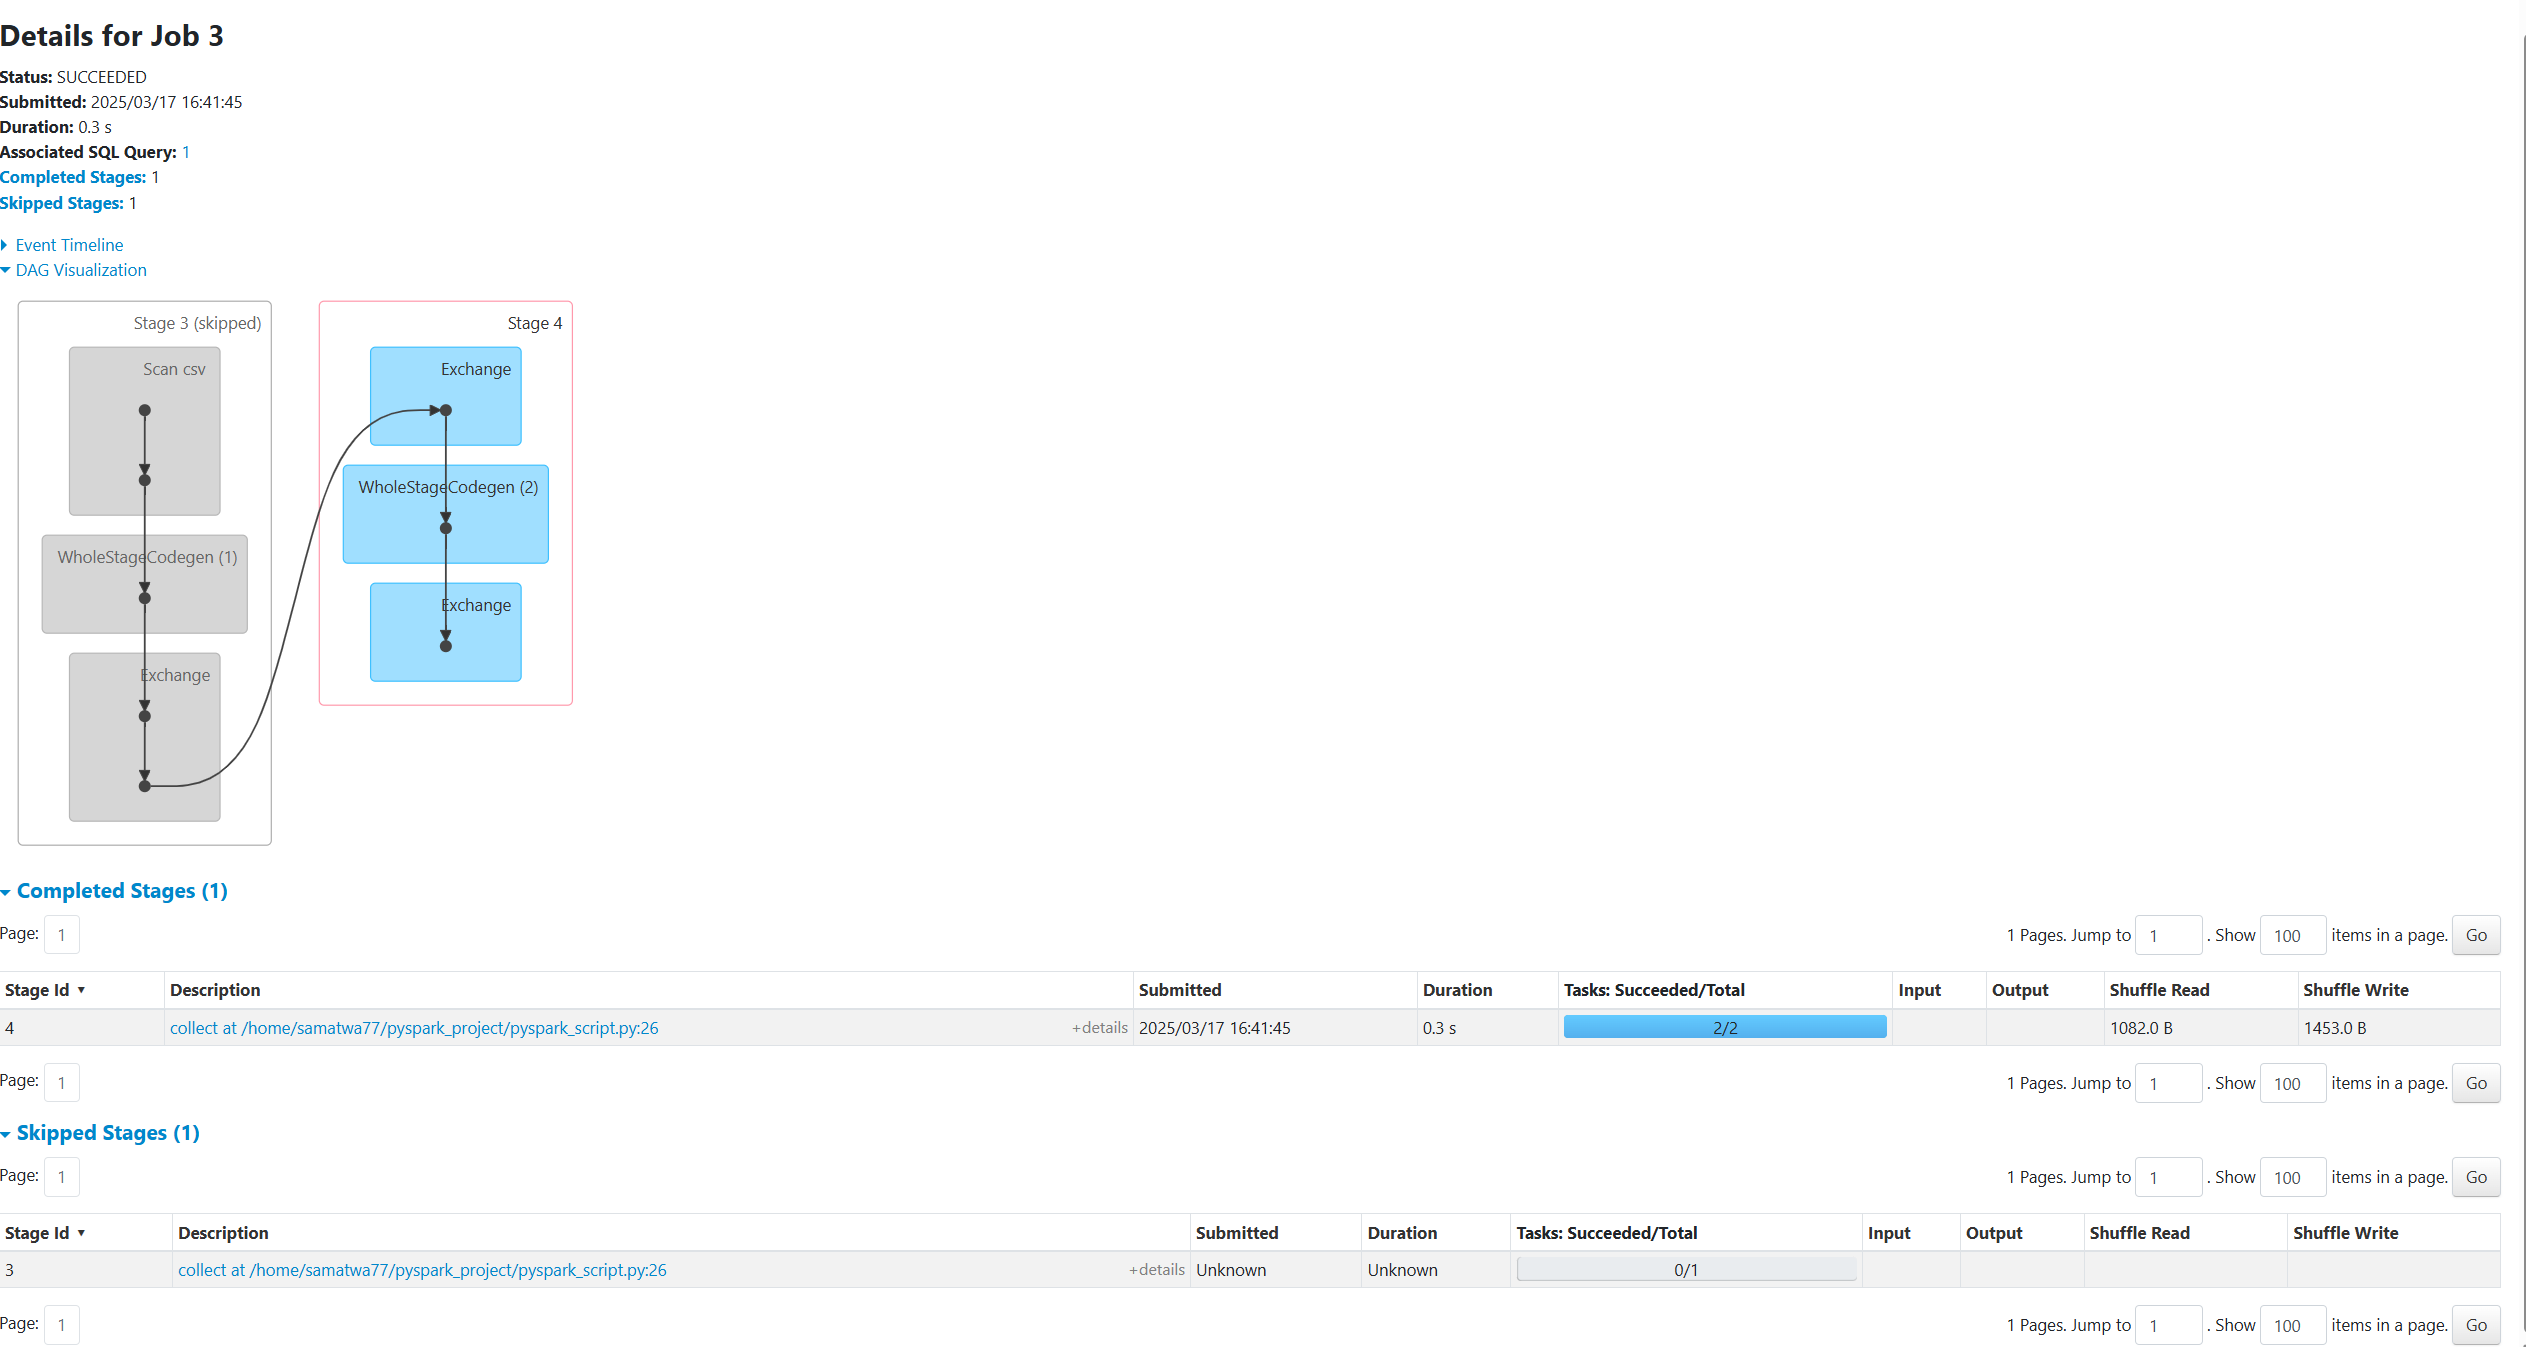 Details for Job 3
Status: SUCCEEDED
Submitted: 2025/03/17 16:41:45
Duration: 0.3 s
Associated SQL Query: 1
Completed Stages: 1
Skipped Stages: 1
Event Timeline
DAG Visualization
Stage 3 (skipped)
Scan csv
WholeStageCodegen (1)
Exchange
Stage 4
Exchange
WholeStageCodegen (2)
Exchange
Completed Stages (1)
Page: 1 1 Pages. Jump to 1 . Show 100 items in a page. Go
Stage Id ▾ Description Submitted Duration Tasks: Succeeded/Total Input Output Shuffle Read Shuffle Write
4 collect at /home/samatwa77/pyspark_project/pyspark_script.py:26 +details 2025/03/17 16:41:45 0.3 s 2/2 1082.0 B 1453.0 B
Page: 1 1 Pages. Jump to 1 . Show 100 items in a page. Go
Skipped Stages (1)
Page: 1 1 Pages. Jump to 1 . Show 100 items in a page. Go
Stage Id ▾ Description Submitted Duration Tasks: Succeeded/Total Input Output Shuffle Read Shuffle Write
3 collect at /home/samatwa77/pyspark_project/pyspark_script.py:26 +details Unknown Unknown 0/1
Page: 1 1 Pages. Jump to 1 . Show 100 items in a page. Go